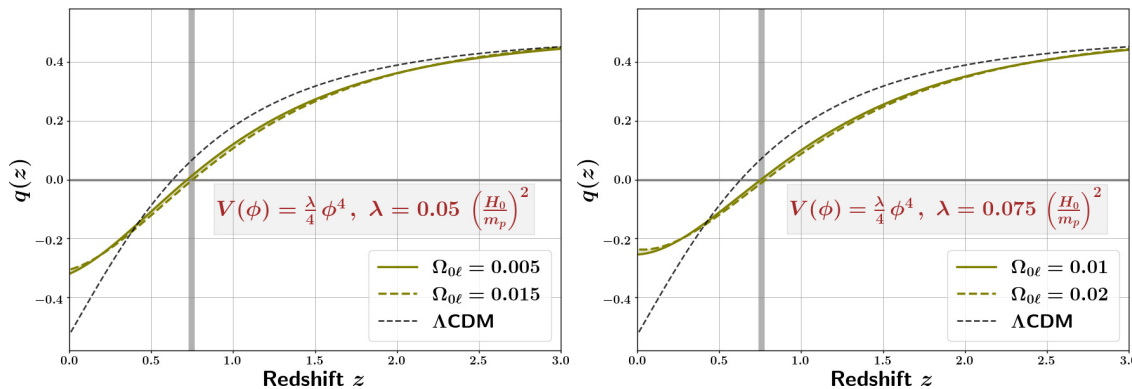 q(z)
0.4
0.2
0.0
−0.2
−0.4
V(ϕ) = λ/4 ϕ⁴ , λ = 0.05 (H₀/mₚ)²
Ω₀ℓ = 0.005
Ω₀ℓ = 0.015
ΛCDM
0.0 0.5 1.0 1.5 2.0 2.5 3.0
Redshift z
q(z)
0.4
0.2
0.0
−0.2
−0.4
V(ϕ) = λ/4 ϕ⁴ , λ = 0.075 (H₀/mₚ)²
Ω₀ℓ = 0.01
Ω₀ℓ = 0.02
ΛCDM
0.0 0.5 1.0 1.5 2.0 2.5 3.0
Redshift z